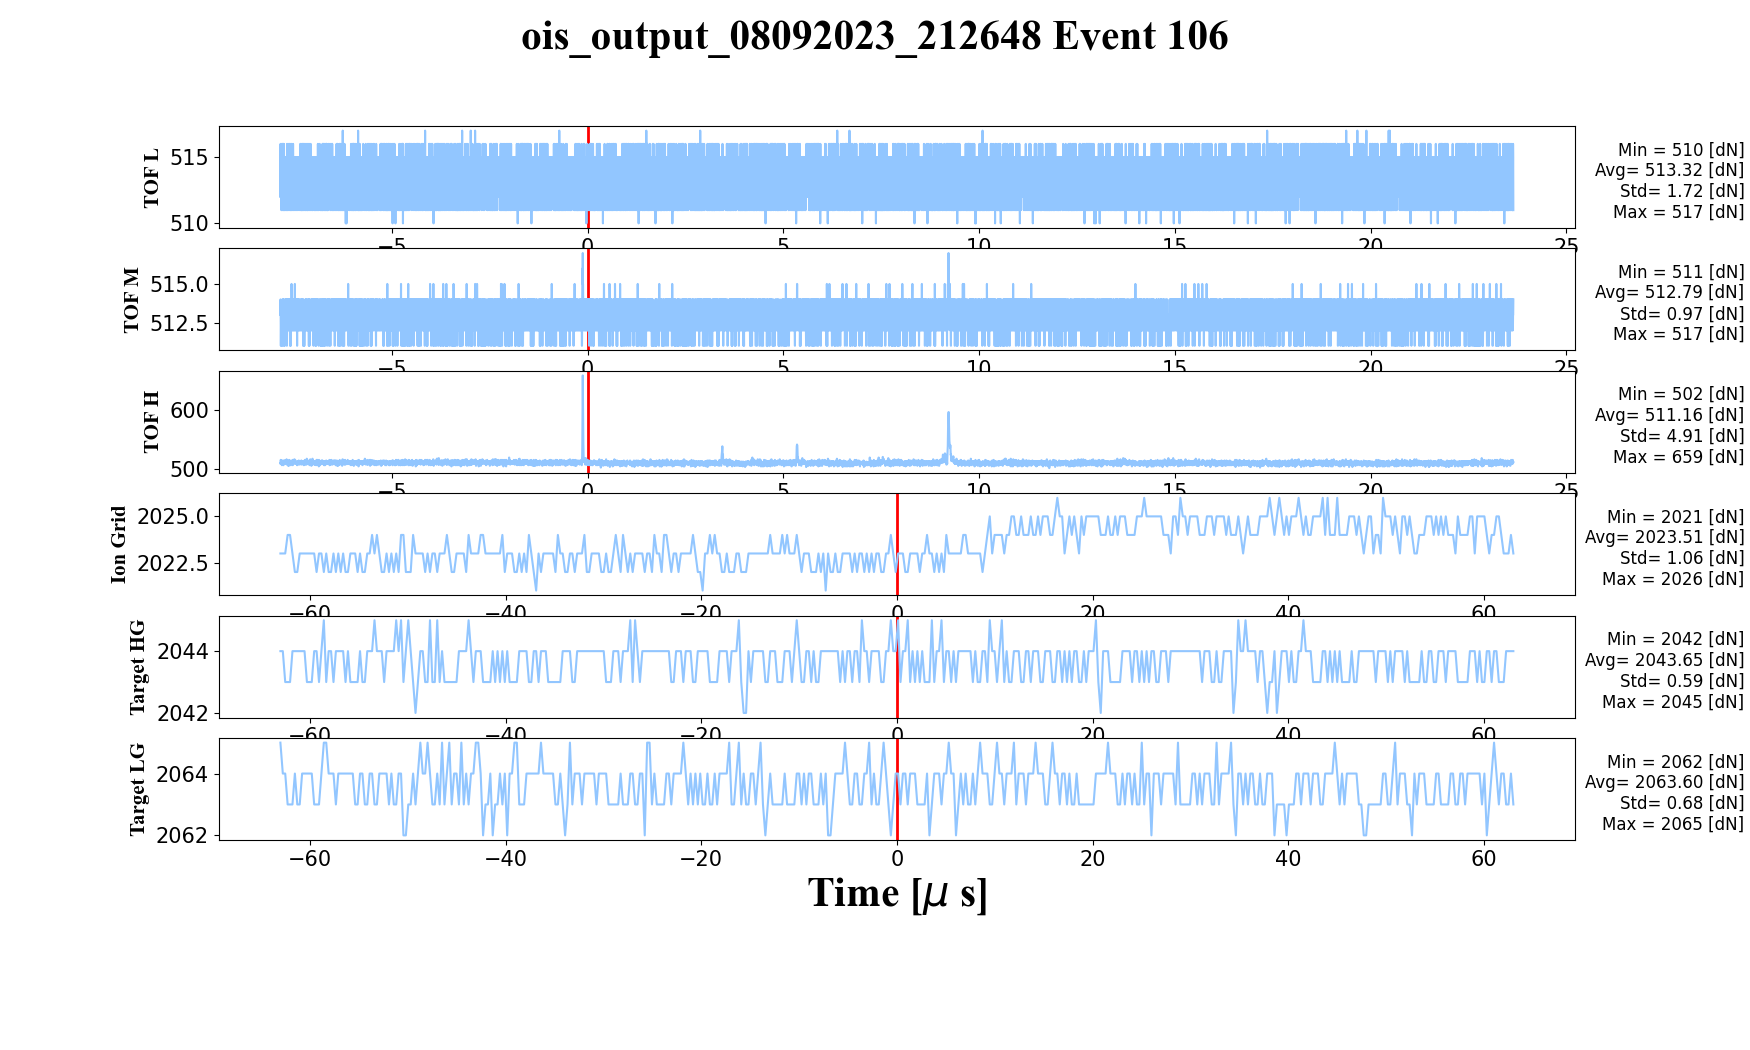 ois_output_08092023_212648 Event 106
TOF L
515
510
−5
0
5
10
15
20
25
Min = 510 [dN]
Avg= 513.32 [dN]
Std= 1.72 [dN]
Max = 517 [dN]
TOF M
515.0
512.5
−5
0
5
10
15
20
25
Min = 511 [dN]
Avg= 512.79 [dN]
Std= 0.97 [dN]
Max = 517 [dN]
TOF H
600
500
−5
0
5
10
15
20
25
Min = 502 [dN]
Avg= 511.16 [dN]
Std= 4.91 [dN]
Max = 659 [dN]
Ion Grid
2025.0
2022.5
−60
−40
−20
0
20
40
60
Min = 2021 [dN]
Avg= 2023.51 [dN]
Std= 1.06 [dN]
Max = 2026 [dN]
Target HG
2044
2042
−60
−40
−20
0
20
40
60
Min = 2042 [dN]
Avg= 2043.65 [dN]
Std= 0.59 [dN]
Max = 2045 [dN]
Target LG
2064
2062
−60
−40
−20
0
20
40
60
Min = 2062 [dN]
Avg= 2063.60 [dN]
Std= 0.68 [dN]
Max = 2065 [dN]
Time [μ s]